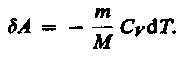 δA = − m/M C_V dT.